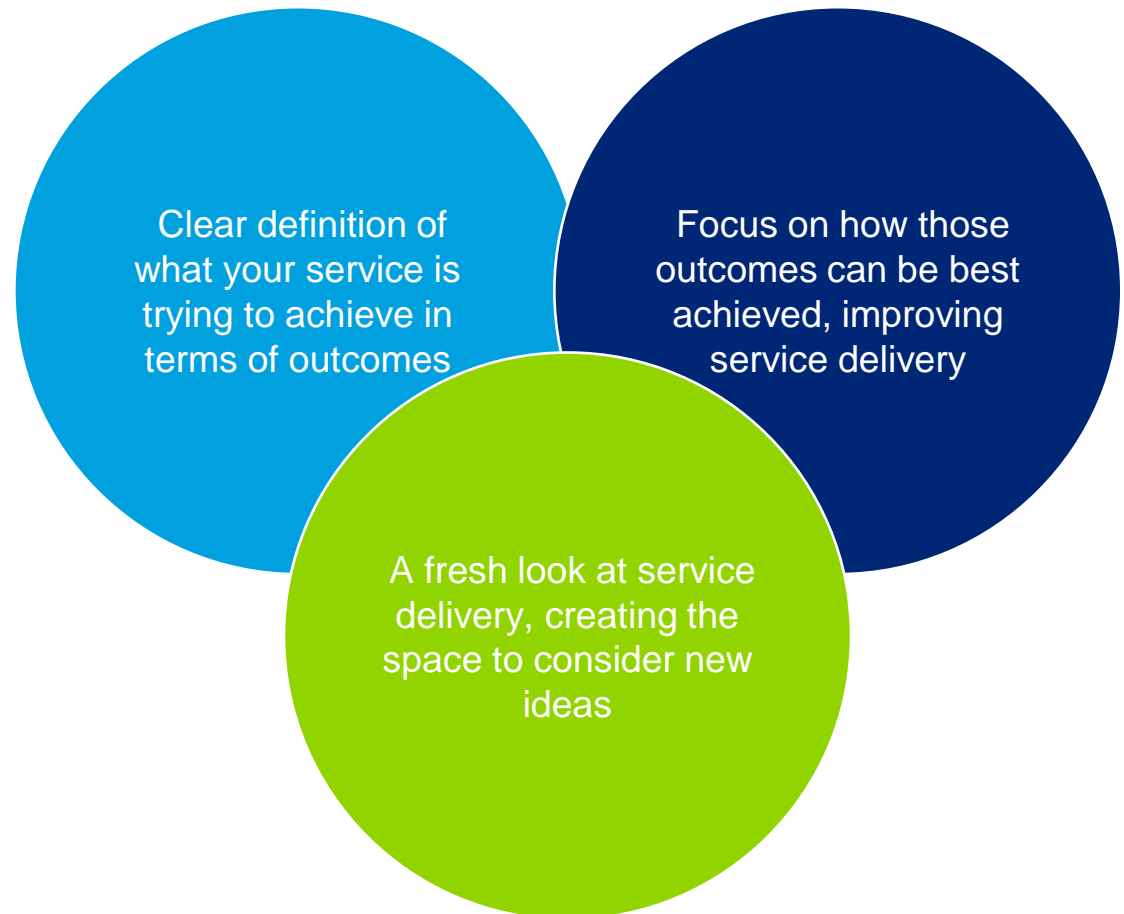 Clear definition of
what your service is
trying to achieve in
terms of outcomes
Focus on how those
outcomes can be best
achieved, improving
service delivery
A fresh look at service
delivery, creating the
space to consider new
ideas